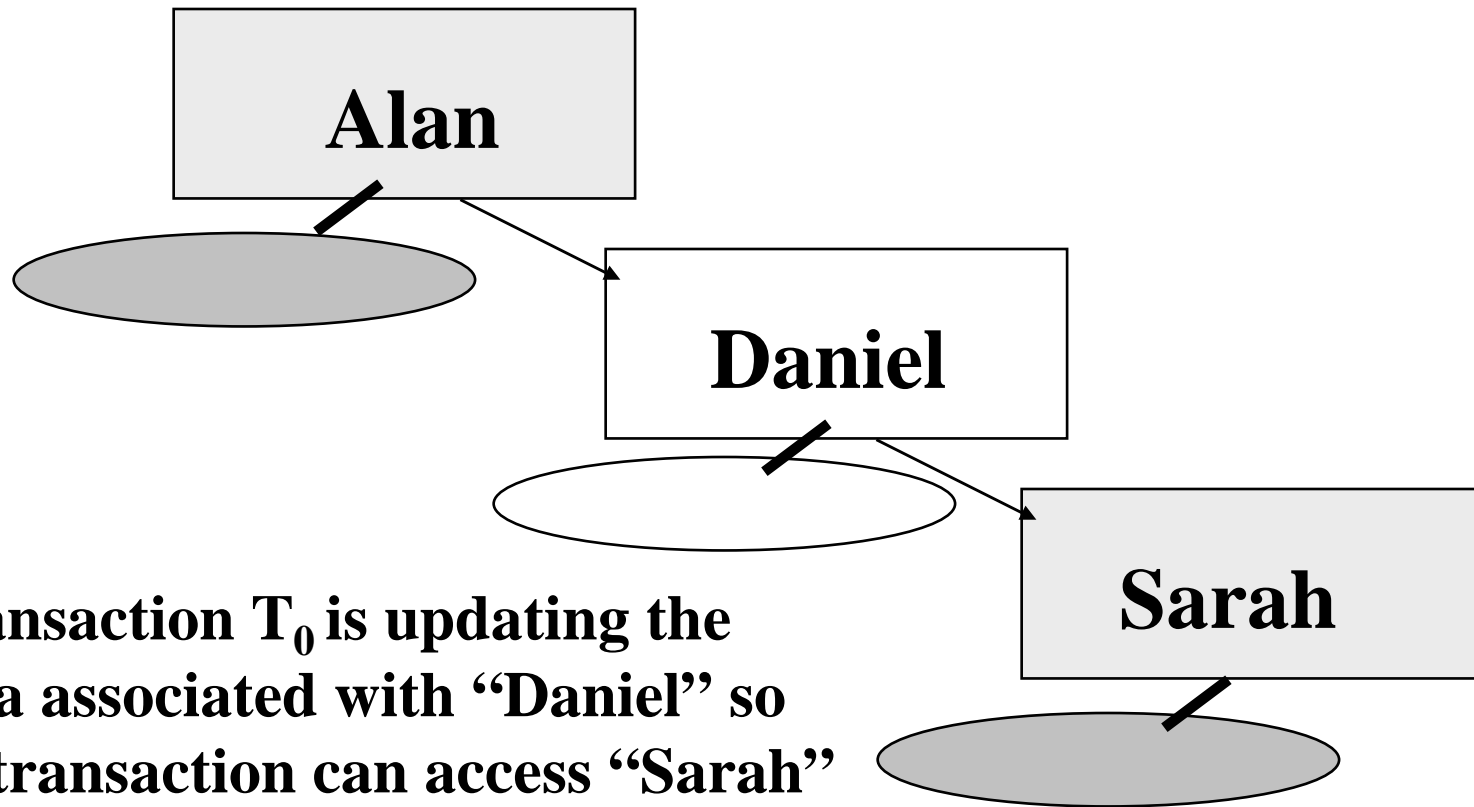 Alan
Daniel
Sarah
ansaction T₀ is updating the
a associated with “Daniel” so
transaction can access “Sarah”